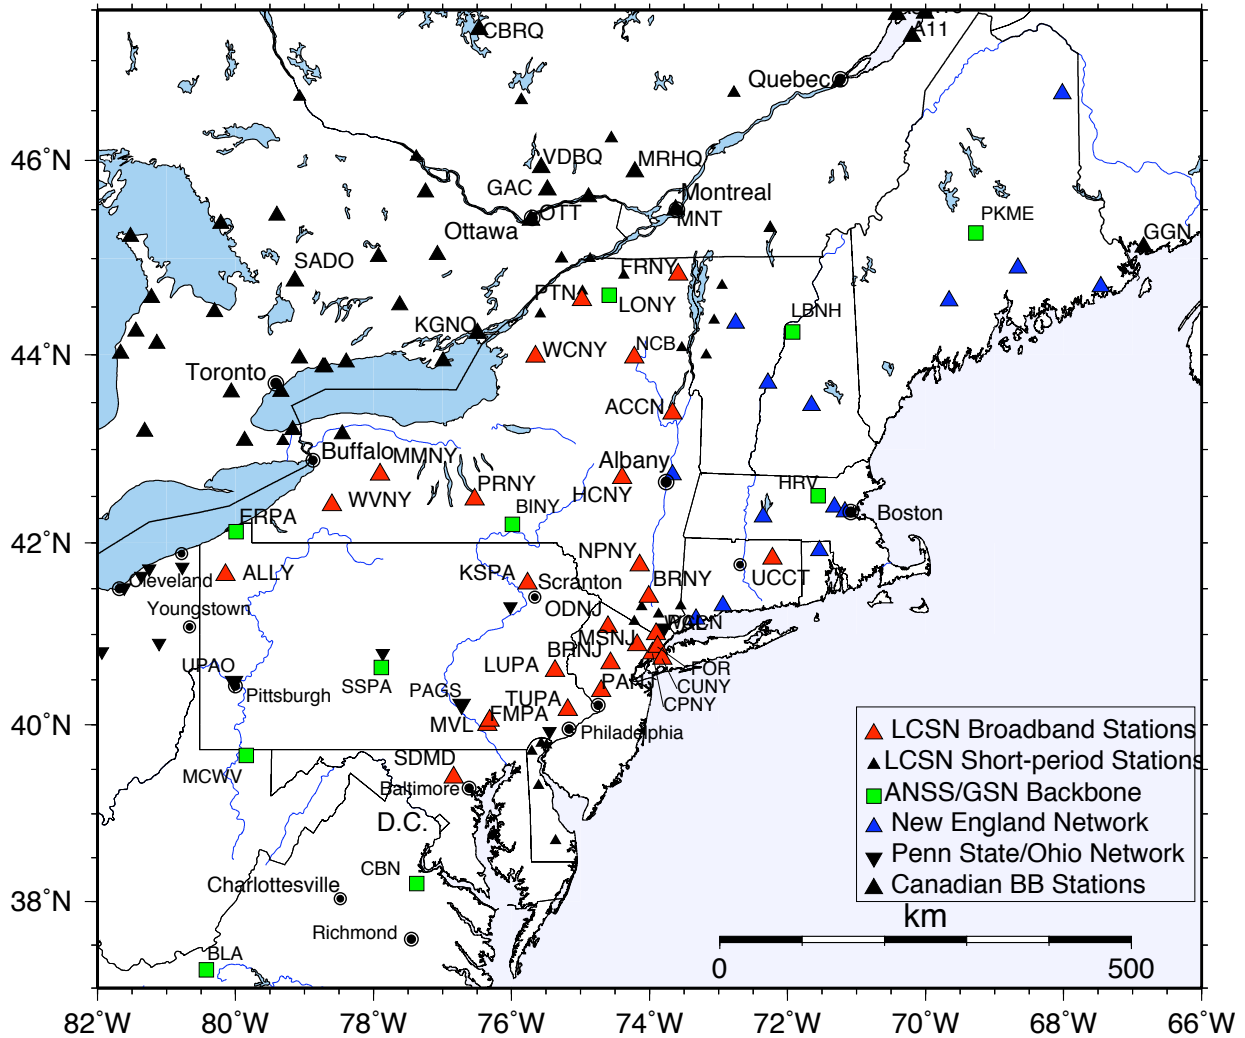 CBRQ
A11
Quebec
46°N
VDBQ
MRHQ
GAC
Montreal
OTT
MNT
Ottawa
PKME
GGN
SADO
FRNY
PTN
LONY
LBNH
KGNO
44°N
WCNY
NCB
Toronto
ACCN
Buffalo
MMNY
Albany
PRNY
HCNY
HRV
WVNY
BINY
Boston
ERPA
42°N
NPNY
ALLY
KSPA
BRNY
UCCT
Cleveland
Scranton
Youngstown
ODNJ
MSNJ
BRNJ
UPAO
LUPA
FOR
SSPA
PAGS
PANJ
CUNY
Pittsburgh
TUPA
CPNY
FMPA
40°N
MVL
Philadelphia
LCSN Broadband Stations
SDMD
LCSN Short-period Stations
MCWV
Baltimore
ANSS/GSN Backbone
D.C.
New England Network
Penn State/Ohio Network
CBN
Charlottesville
Canadian BB Stations
38°N
km
Richmond
BLA
0
500
82°W
80°W
78°W
76°W
74°W
72°W
70°W
68°W
66°W